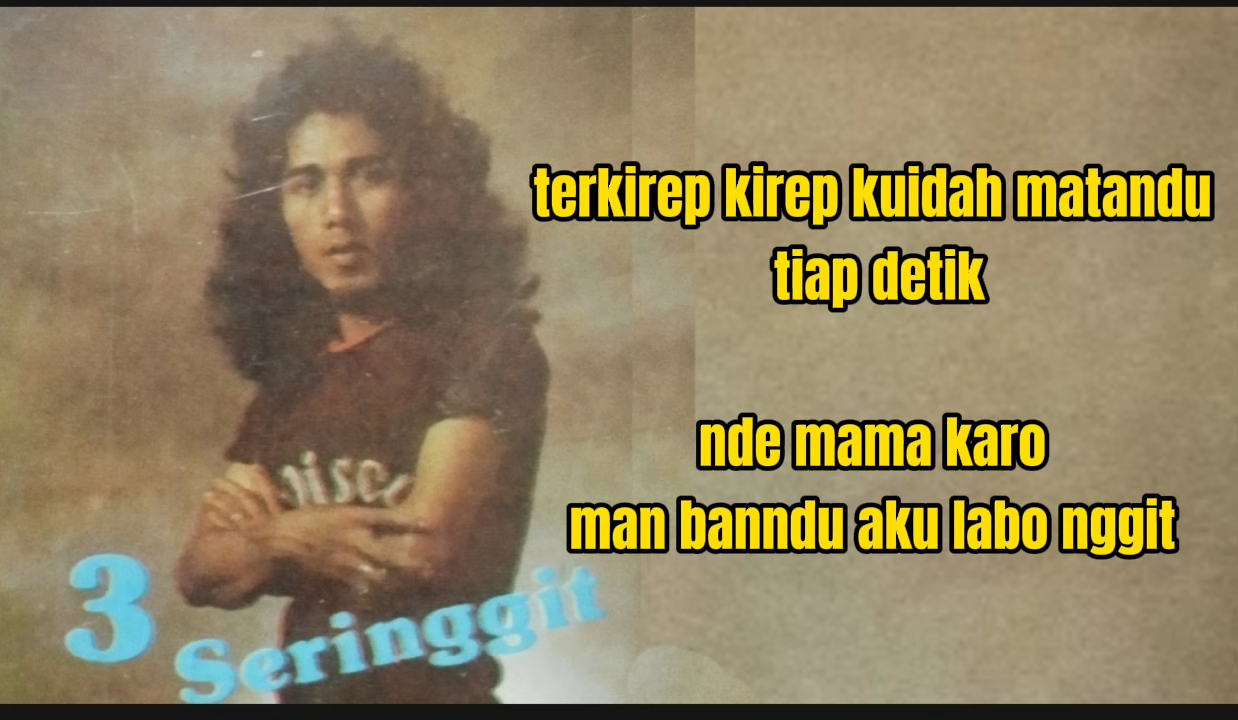 terkirep kirep kuidah matandu
tiap detik
nde mama karo
man banndu aku labo nggit
3
Seringgit